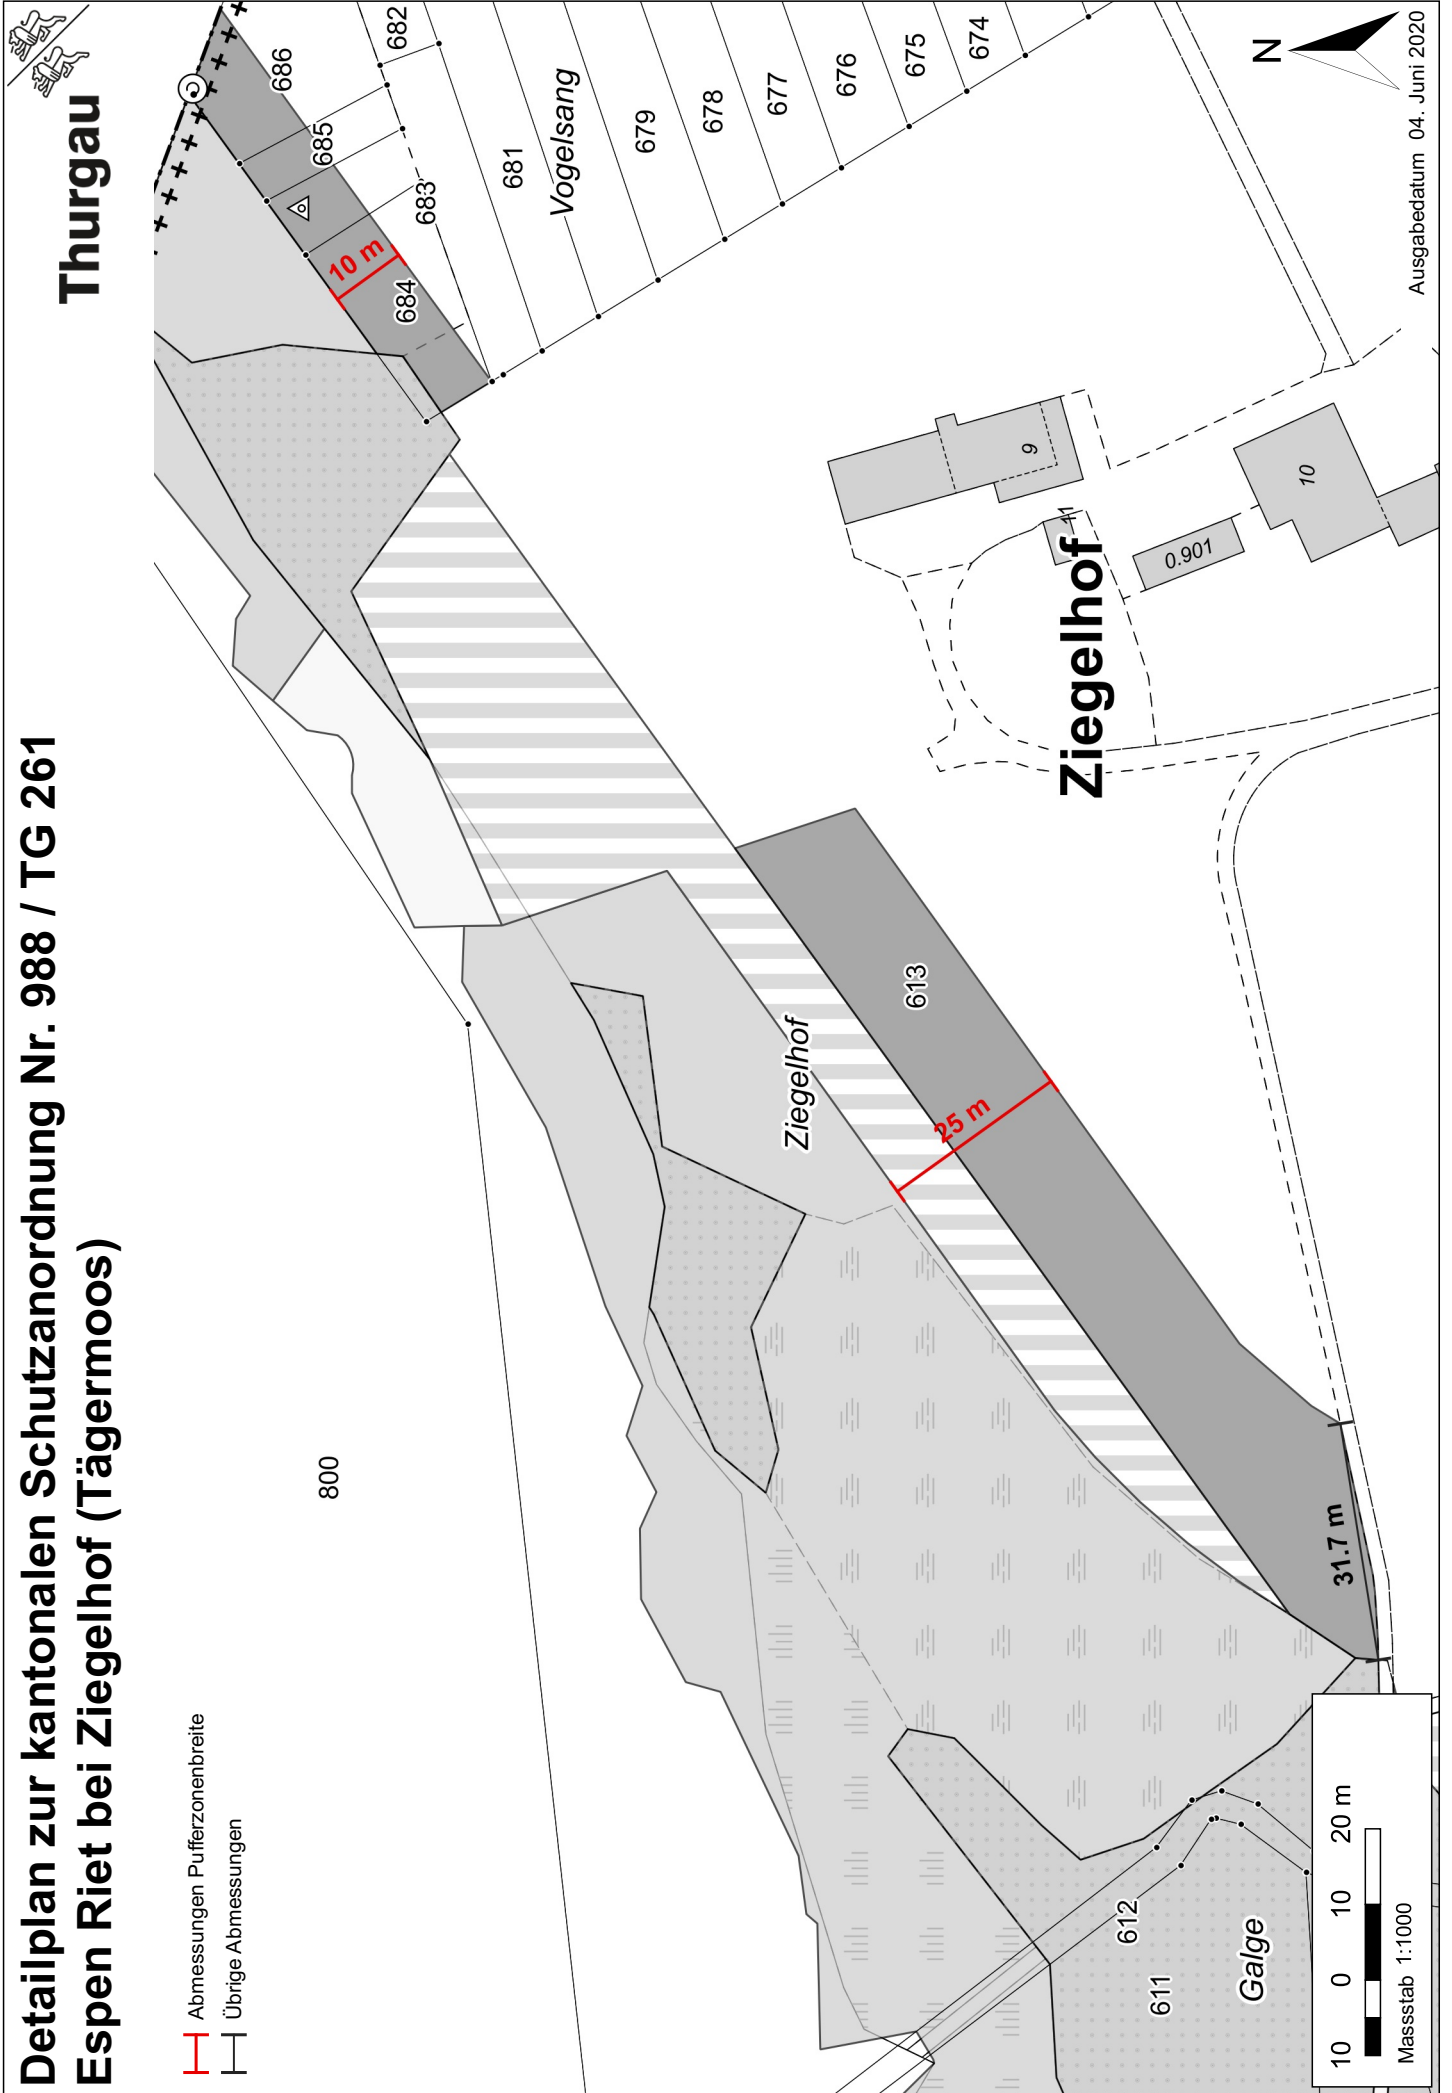 Detailplan zur kantonalen Schutzanordnung Nr. 988 / TG 261
Espen Riet bei Ziegelhof (Tägermoos)
Thurgau
Abmessungen Pufferzonenbreite
Übrige Abmessungen
800
686
682
685
683
10 m
684
681
Vogelsang
679
678
677
676
675
674
N
9
11
10
0.901
Ziegelhof
613
Ziegelhof
25 m
31.7 m
612
611
Galge
10 0 10 20 m
Massstab 1:1000
Ausgabedatum 04. Juni 2020